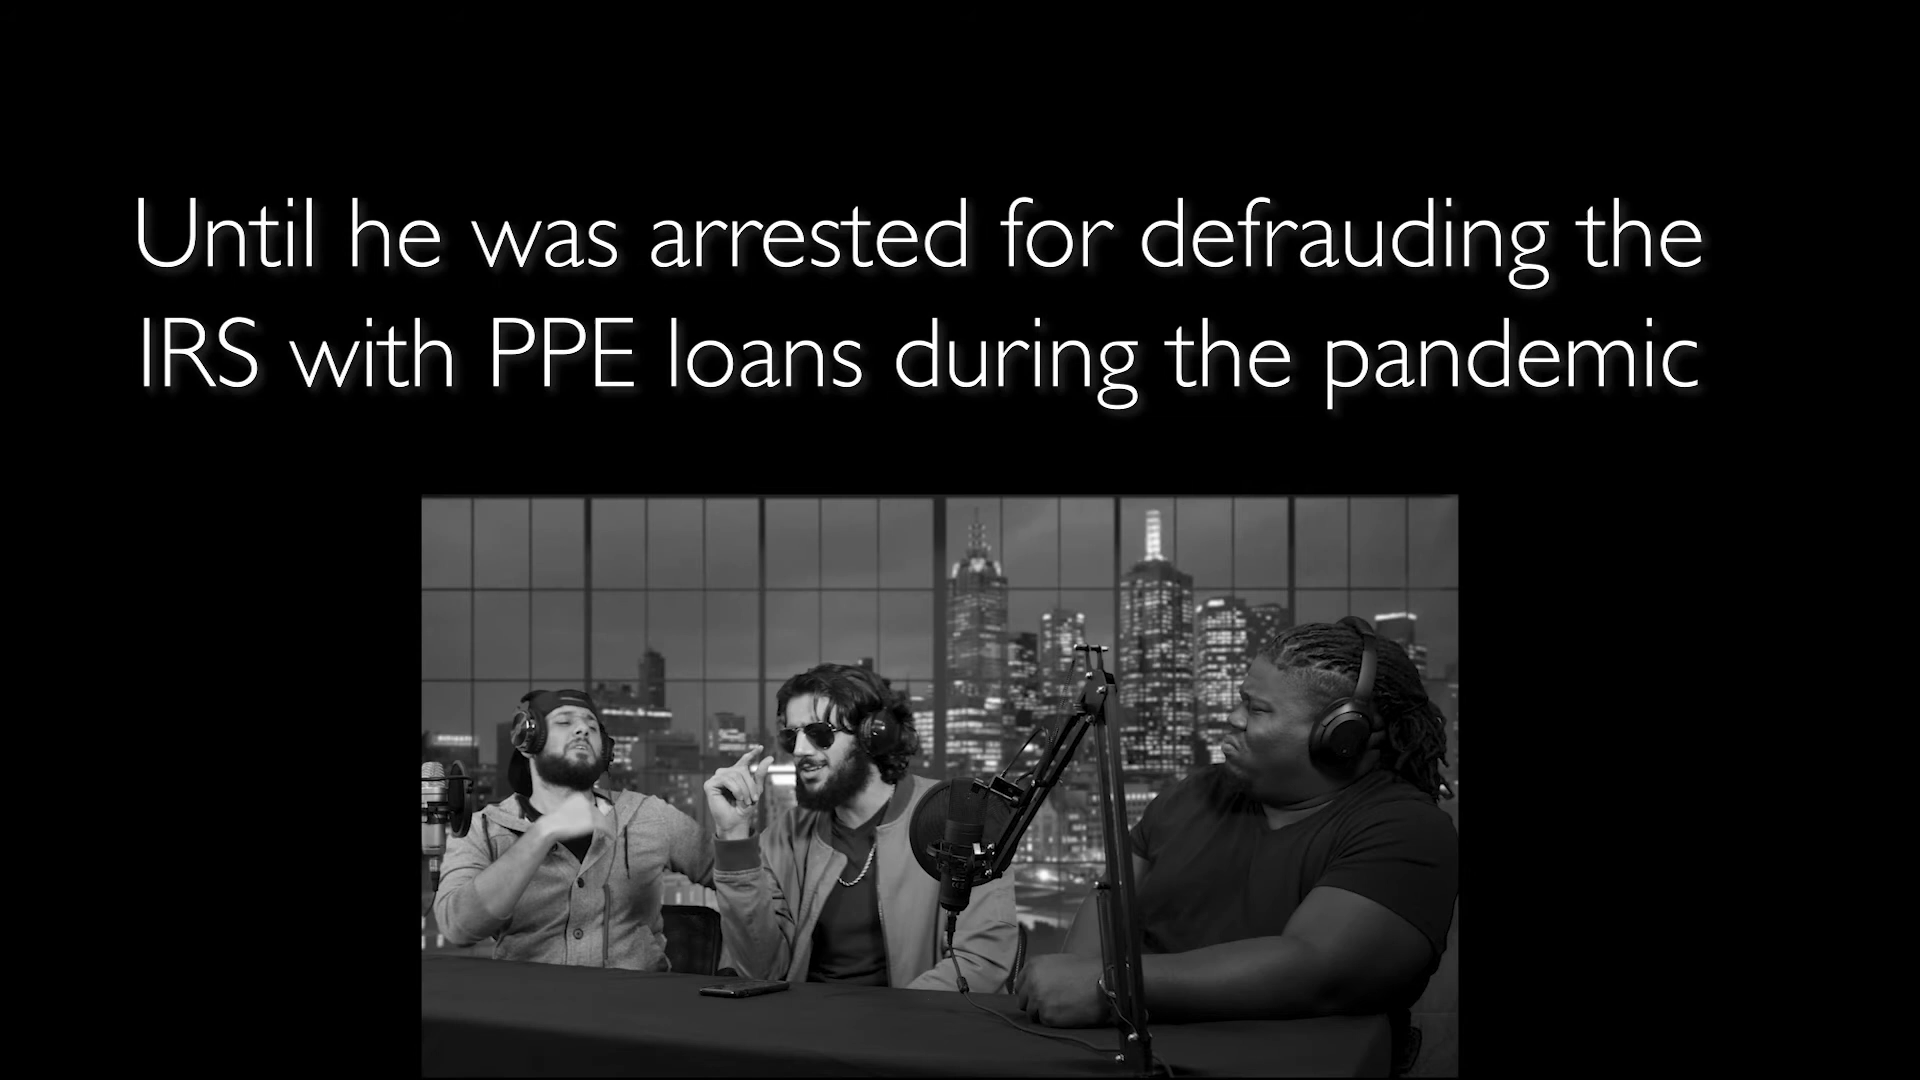 Until he was arrested for defrauding the
IRS with PPE loans during the pandemic